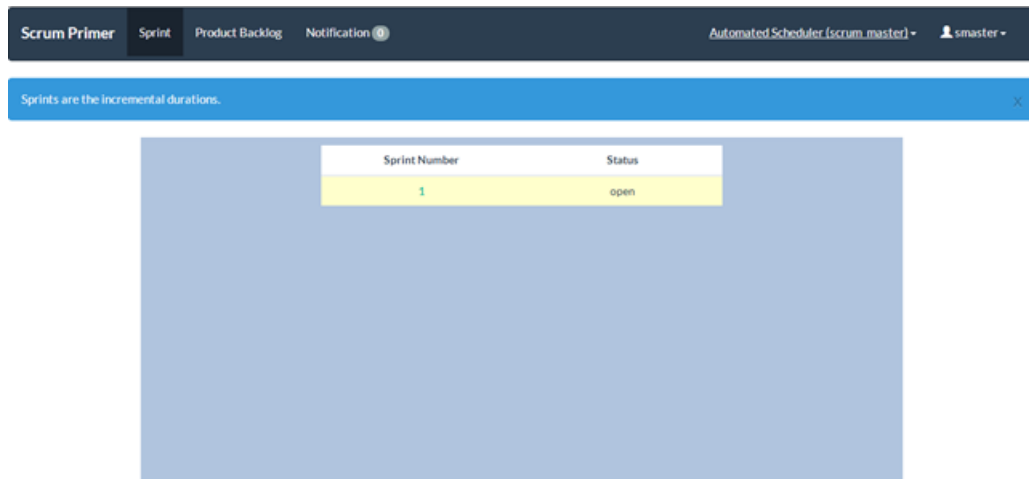 Scrum Primer Sprint Product Backlog Notification 0 Automated Scheduler (scrum_master) smaster
Sprints are the incremental durations. x
Sprint Number Status
1 open